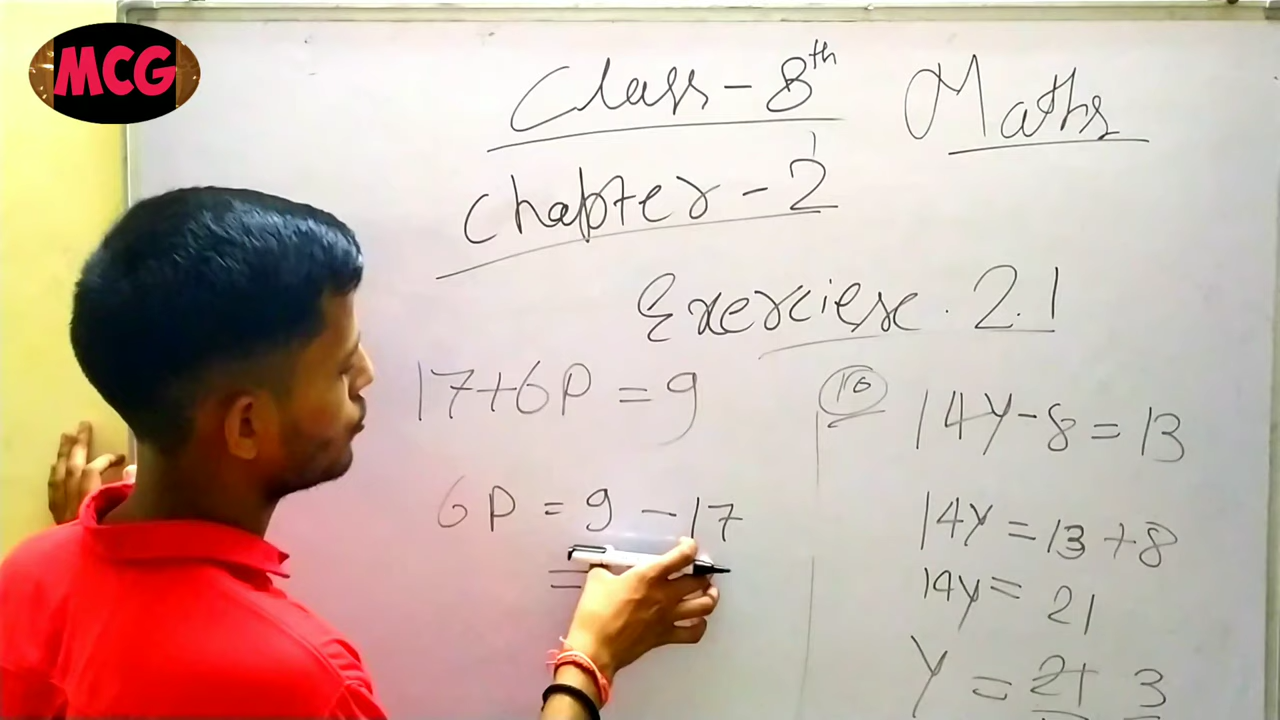 MCG
Class - 8th Maths
Chapter - 2
Exerciese. 2.1
17+6P = 9
6P = 9 - 17
=
10
14Y-8 = 13
14Y = 13 + 8
14Y = 21
Y = 21 3